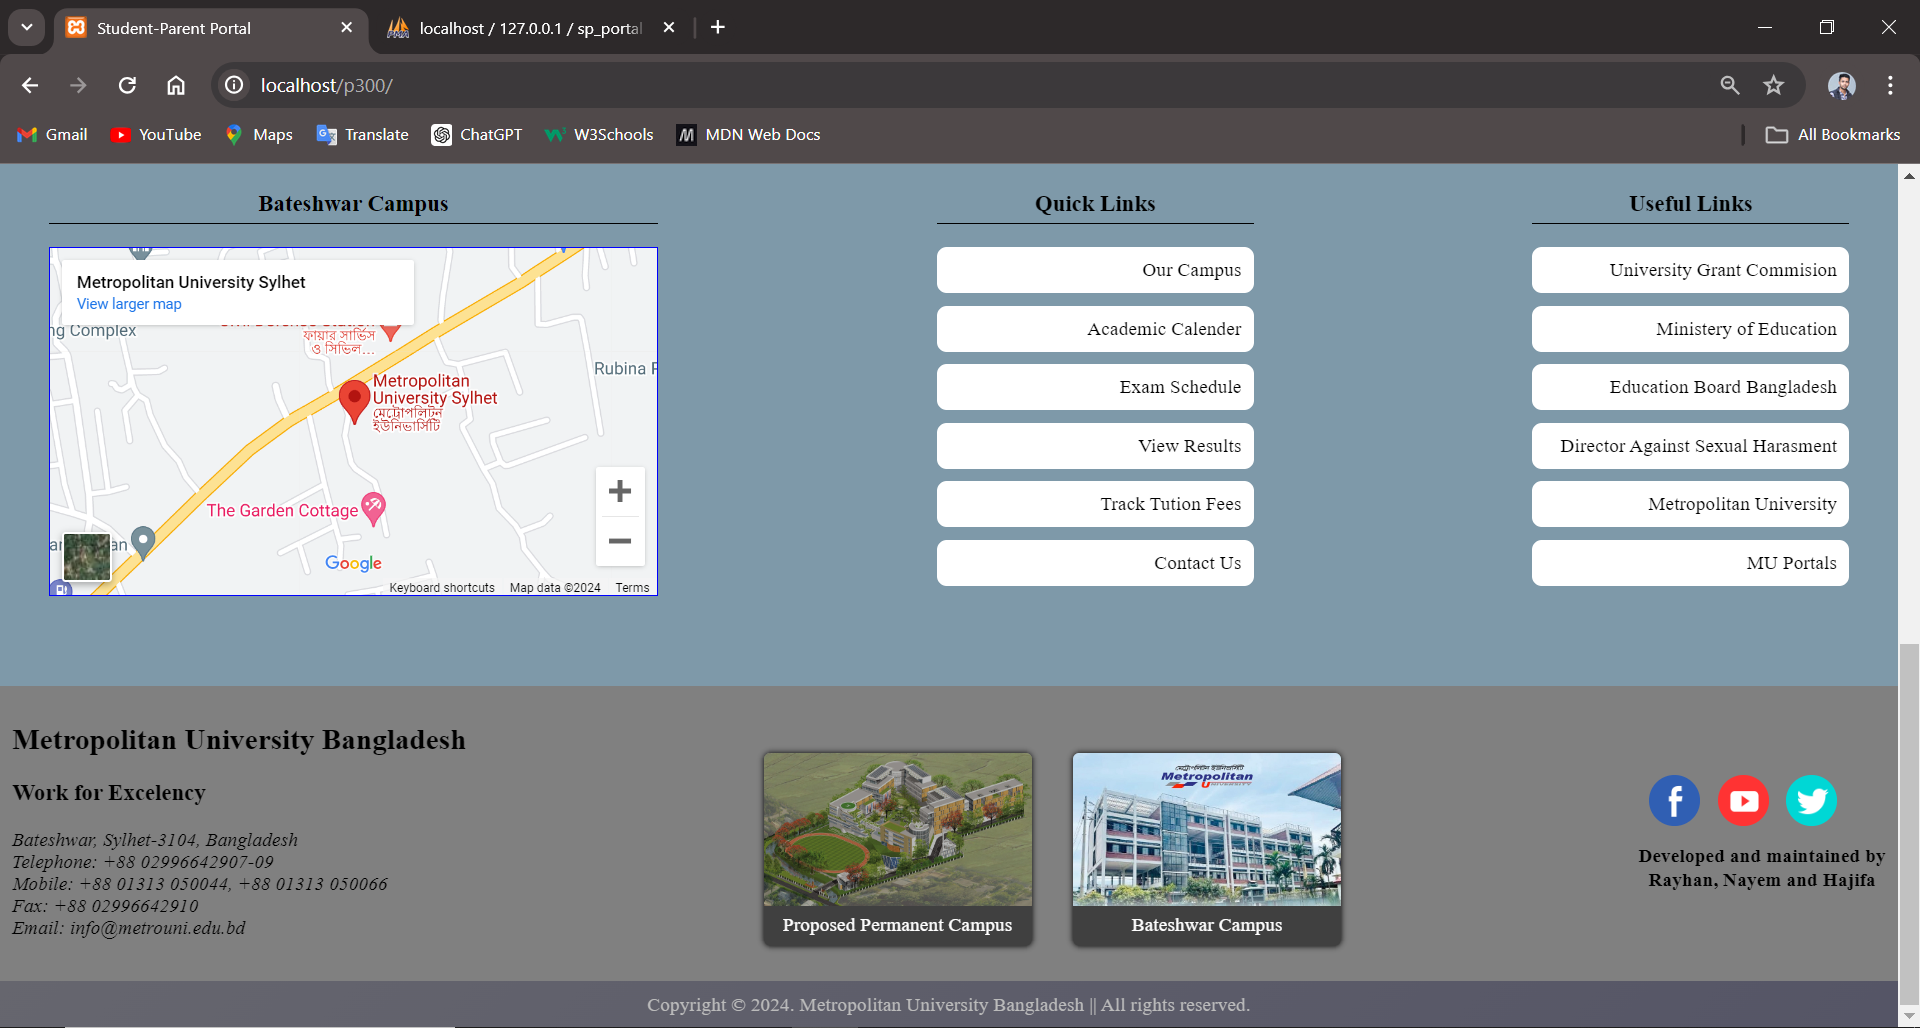 Student-Parent Portal
localhost / 127.0.0.1 / sp_portal
localhost/p300/
Gmail
YouTube
Maps
Translate
ChatGPT
W3Schools
MDN Web Docs
All Bookmarks
Bateshwar Campus
Metropolitan University Sylhet
View larger map
ng Complex
ফায়ার সার্ভিস
ও সিভিল...
Rubina
Metropolitan
University Sylhet
মেট্রোপলিটন
ইউনিভার্সিটি
The Garden Cottage
Google
Keyboard shortcuts
Map data ©2024
Terms
Quick Links
Our Campus
Academic Calender
Exam Schedule
View Results
Track Tution Fees
Contact Us
Useful Links
University Grant Commision
Ministery of Education
Education Board Bangladesh
Director Against Sexual Harasment
Metropolitan University
MU Portals
Metropolitan University Bangladesh
Work for Excelency
Bateshwar, Sylhet-3104, Bangladesh
Telephone: +88 02996642907-09
Mobile: +88 01313 050044, +88 01313 050066
Fax: +88 02996642910
Email: info@metrouni.edu.bd
Proposed Permanent Campus
মেট্রোপলিটন ইউনিভার্সিটি
Metropolitan
UNIVERSITY
Bateshwar Campus
Developed and maintained by
Rayhan, Nayem and Hajifa
Copyright © 2024. Metropolitan University Bangladesh || All rights reserved.